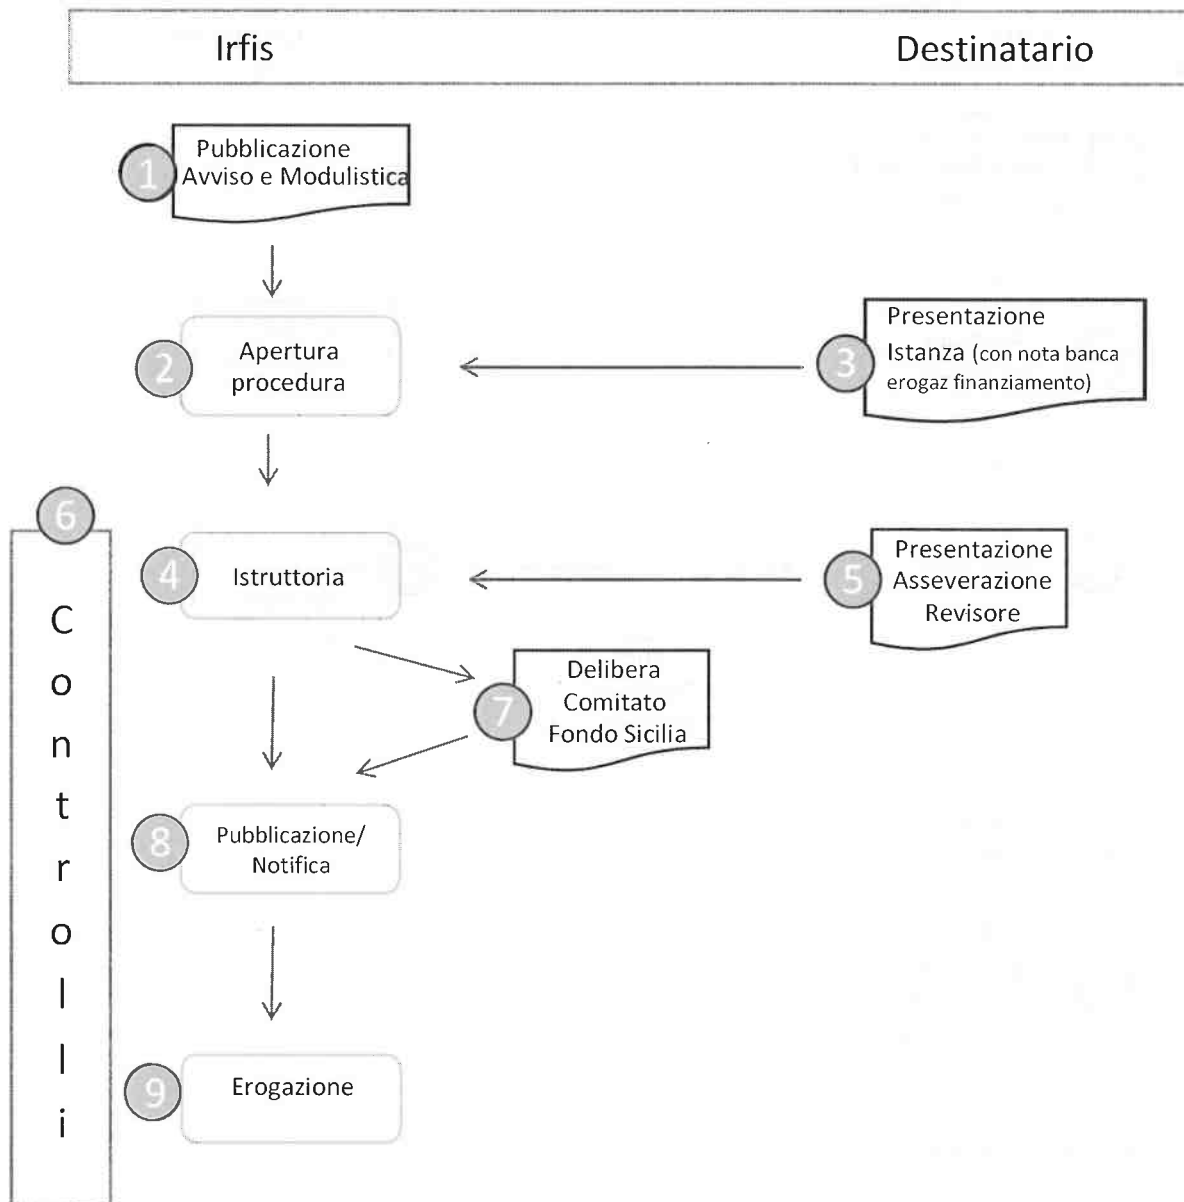 Irfis
Destinatario
1
Pubblicazione
Avviso e Modulistica
2
Apertura
procedura
3
Presentazione
Istanza (con nota banca
erogaz finanziamento)
6
Controlli
4
Istruttoria
5
Presentazione
Asseverazione
Revisore
7
Delibera
Comitato
Fondo Sicilia
8
Pubblicazione/
Notifica
9
Erogazione